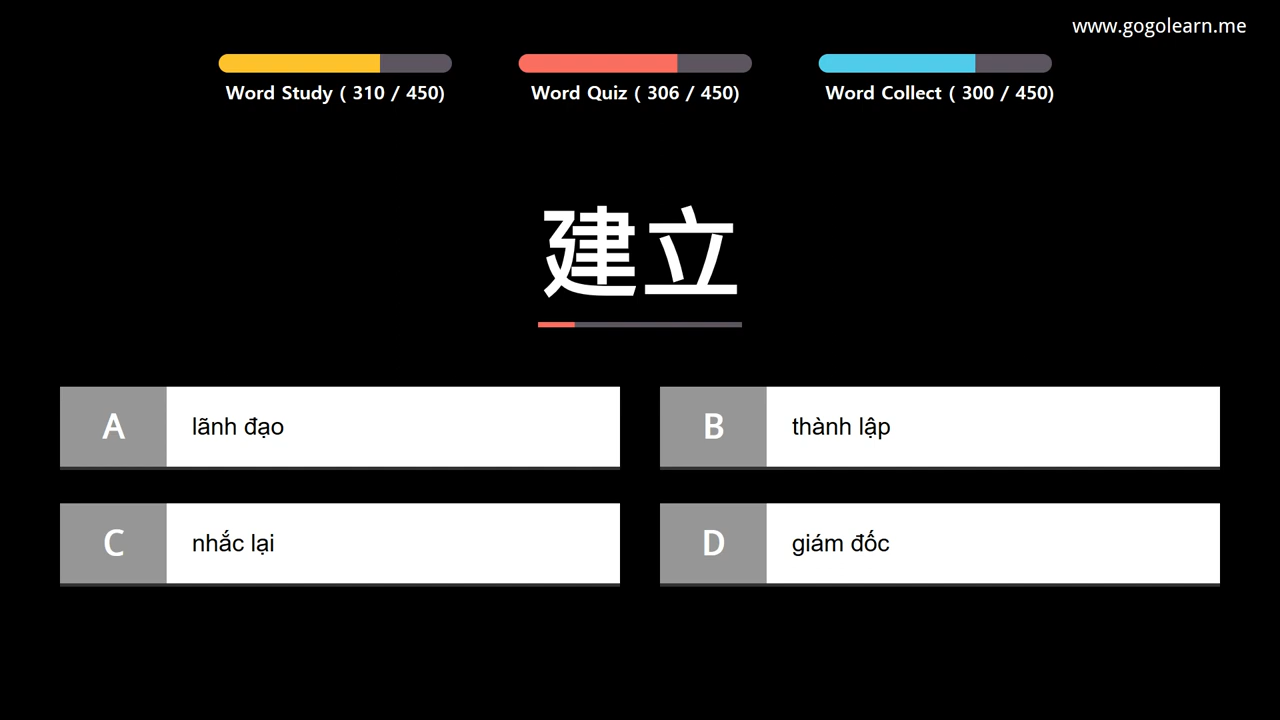 www.gogolearn.me
Word Study ( 310 / 450)
Word Quiz ( 306 / 450)
Word Collect ( 300 / 450)
建立
A
lãnh đạo
B
thành lập
C
nhắc lại
D
giám đốc